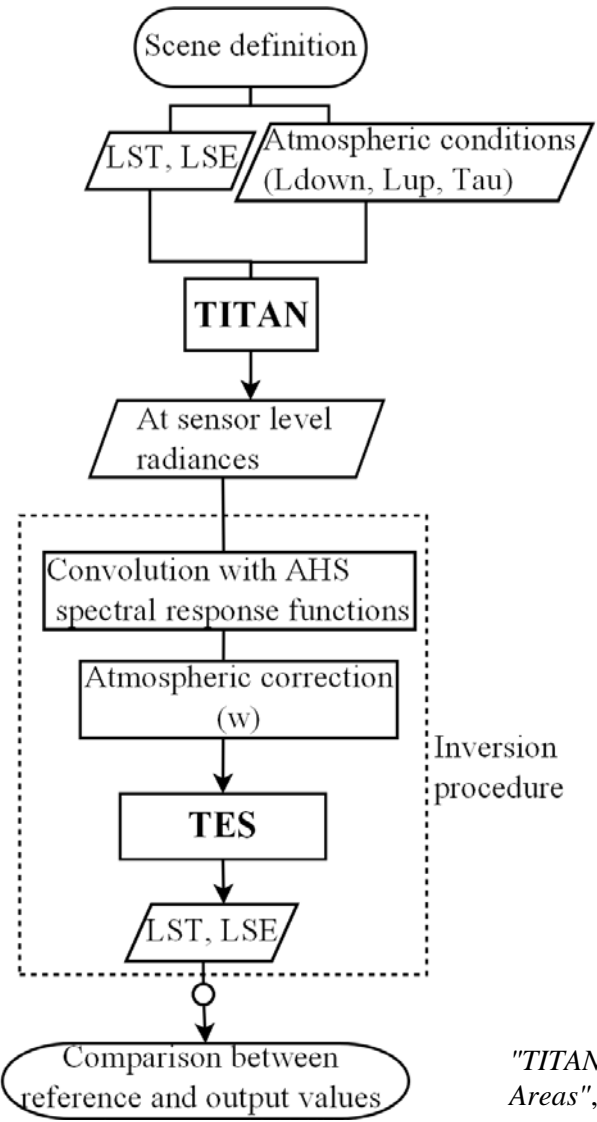 Scene definition
LST, LSE
Atmospheric conditions
(Ldown, Lup, Tau)
TITAN
At sensor level
radiances
Convolution with AHS
spectral response functions
Atmospheric correction
(w)
Inversion
procedure
TES
LST, LSE
Comparison between
reference and output values
"TITAN
Areas",